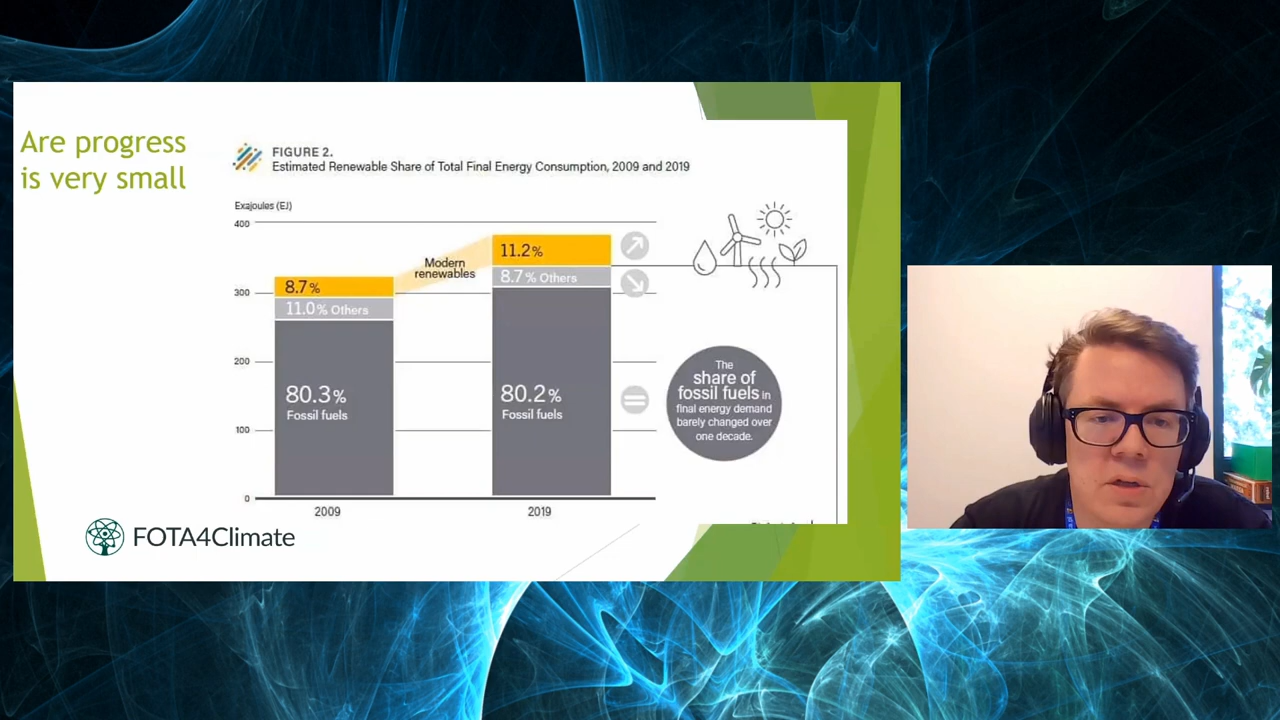 Are progress
is very small
FIGURE 2.
Estimated Renewable Share of Total Final Energy Consumption, 2009 and 2019
Exajoules (EJ)
400
300
200
100
0
8.7%
11.0% Others
80.3%
Fossil fuels
2009
Modern
renewables
11.2%
8.7% Others
80.2%
Fossil fuels
2019
The
share of
fossil fuels in
final energy demand
barely changed over
one decade.
FOTA4Climate